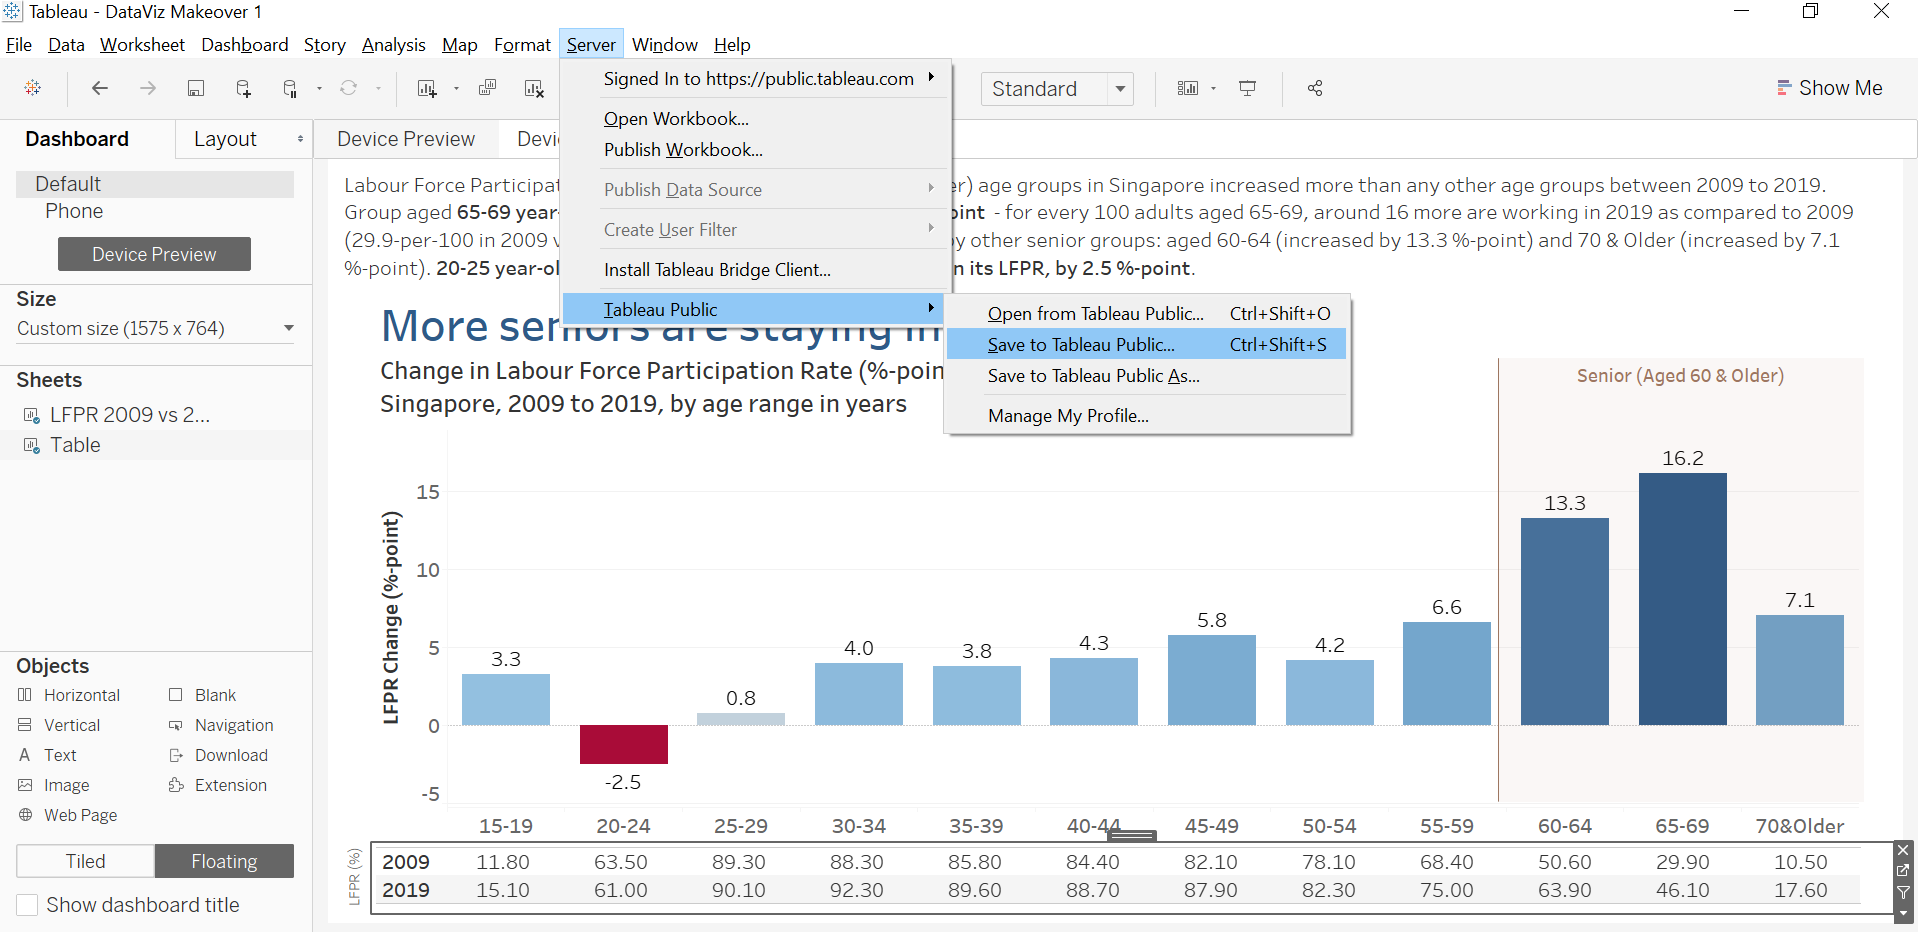 Tableau - DataViz Makeover 1
File Data Worksheet Dashboard Story Analysis Map Format Server Window Help
Standard
Show Me
Signed In to https://public.tableau.com
Open Workbook...
Publish Workbook...
Publish Data Source
Create User Filter
Install Tableau Bridge Client...
Tableau Public
Open from Tableau Public... Ctrl+Shift+O
Save to Tableau Public... Ctrl+Shift+S
Save to Tableau Public As...
Manage My Profile...
Dashboard Layout
Default
Phone
Device Preview
Size
Custom size (1575 x 764)
Sheets
LFPR 2009 vs 2...
Table
Objects
Horizontal Blank
Vertical Navigation
Text Download
Image Extension
Web Page
Tiled Floating
Show dashboard title
Device Preview
Labour Force age groups in Singapore increased more than any other age groups between 2009 to 2019.
Group aged 65-69 - for every 100 adults aged 65-69, around 16 more are working in 2019 as compared to 2009
(29.9-per-100 in 2009 other senior groups: aged 60-64 (increased by 13.3 %-point) and 70 & Older (increased by 7.1
%-point). 20-25 its LFPR, by 2.5 %-point.
More seniors are staying in
Change in Labour Force Participation Rate (%-poin
Singapore, 2009 to 2019, by age range in years
Senior (Aged 60 & Older)
LFPR Change (%-point)
15
10
5
0
-5
3.3
-2.5
0.8
4.0
3.8
4.3
5.8
4.2
6.6
13.3
16.2
7.1
15-19 20-24 25-29 30-34 35-39 40-44 45-49 50-54 55-59 60-64 65-69 70&Older
LFPR (%)
2009 11.80 63.50 89.30 88.30 85.80 84.40 82.10 78.10 68.40 50.60 29.90 10.50
2019 15.10 61.00 90.10 92.30 89.60 88.70 87.90 82.30 75.00 63.90 46.10 17.60